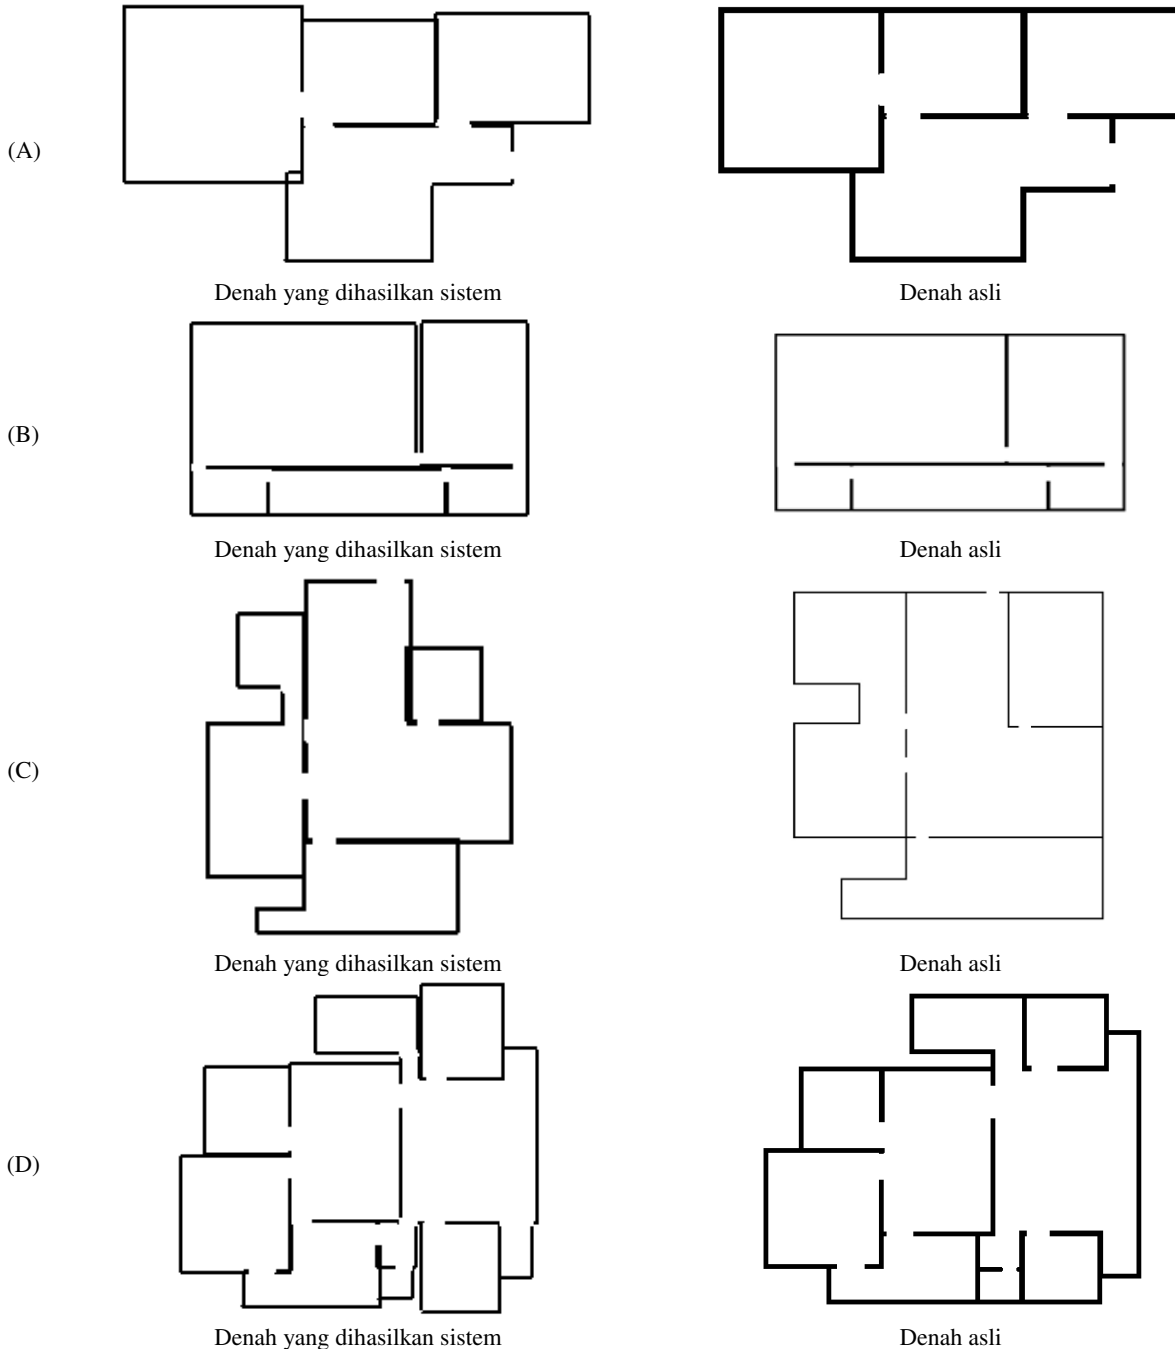 (A)
Denah yang dihasilkan sistem
Denah asli
(B)
Denah yang dihasilkan sistem
Denah asli
(C)
Denah yang dihasilkan sistem
Denah asli
(D)
Denah yang dihasilkan sistem
Denah asli